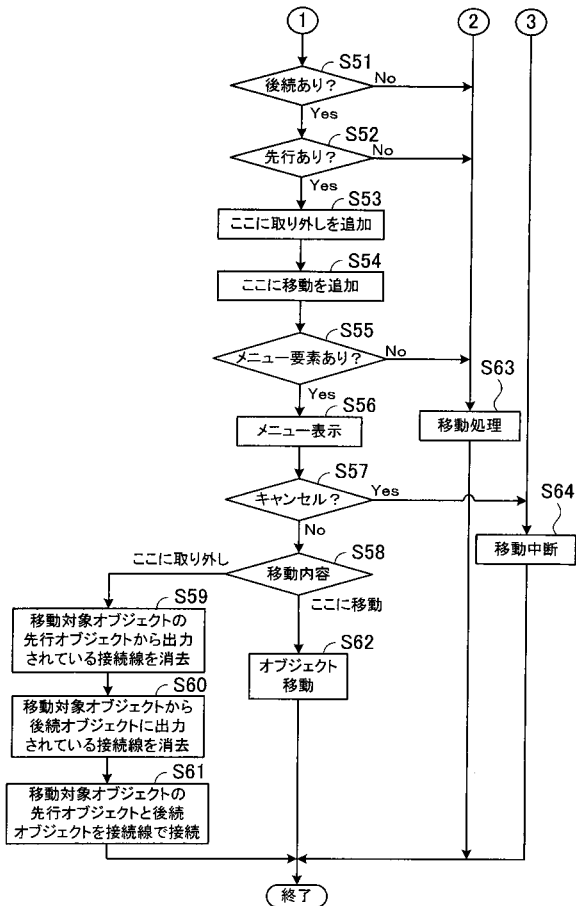 1
2
3
S51
後続あり?
No
Yes
S52
先行あり?
No
Yes
S53
ここに取り外しを追加
S54
ここに移動を追加
S55
メニュー要素あり?
No
Yes
S63
移動処理
S56
メニュー表示
S57
キャンセル?
Yes
No
S64
移動中断
S58
移動内容
ここに取り外し
ここに移動
S59
移動対象オブジェクトの
先行オブジェクトから出力
されている接続線を消去
S62
オブジェクト
移動
S60
移動対象オブジェクトから
後続オブジェクトに出力
されている接続線を消去
S61
移動対象オブジェクトの
先行オブジェクトと後続
オブジェクトを接続線で接続
終了